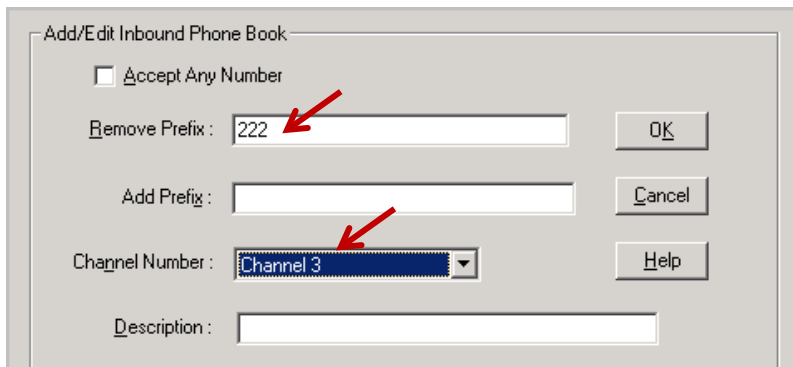 Add/Edit Inbound Phone Book
Accept Any Number
Remove Prefix : 222 OK
Add Prefix : Cancel
Channel Number : Channel 3 Help
Description :